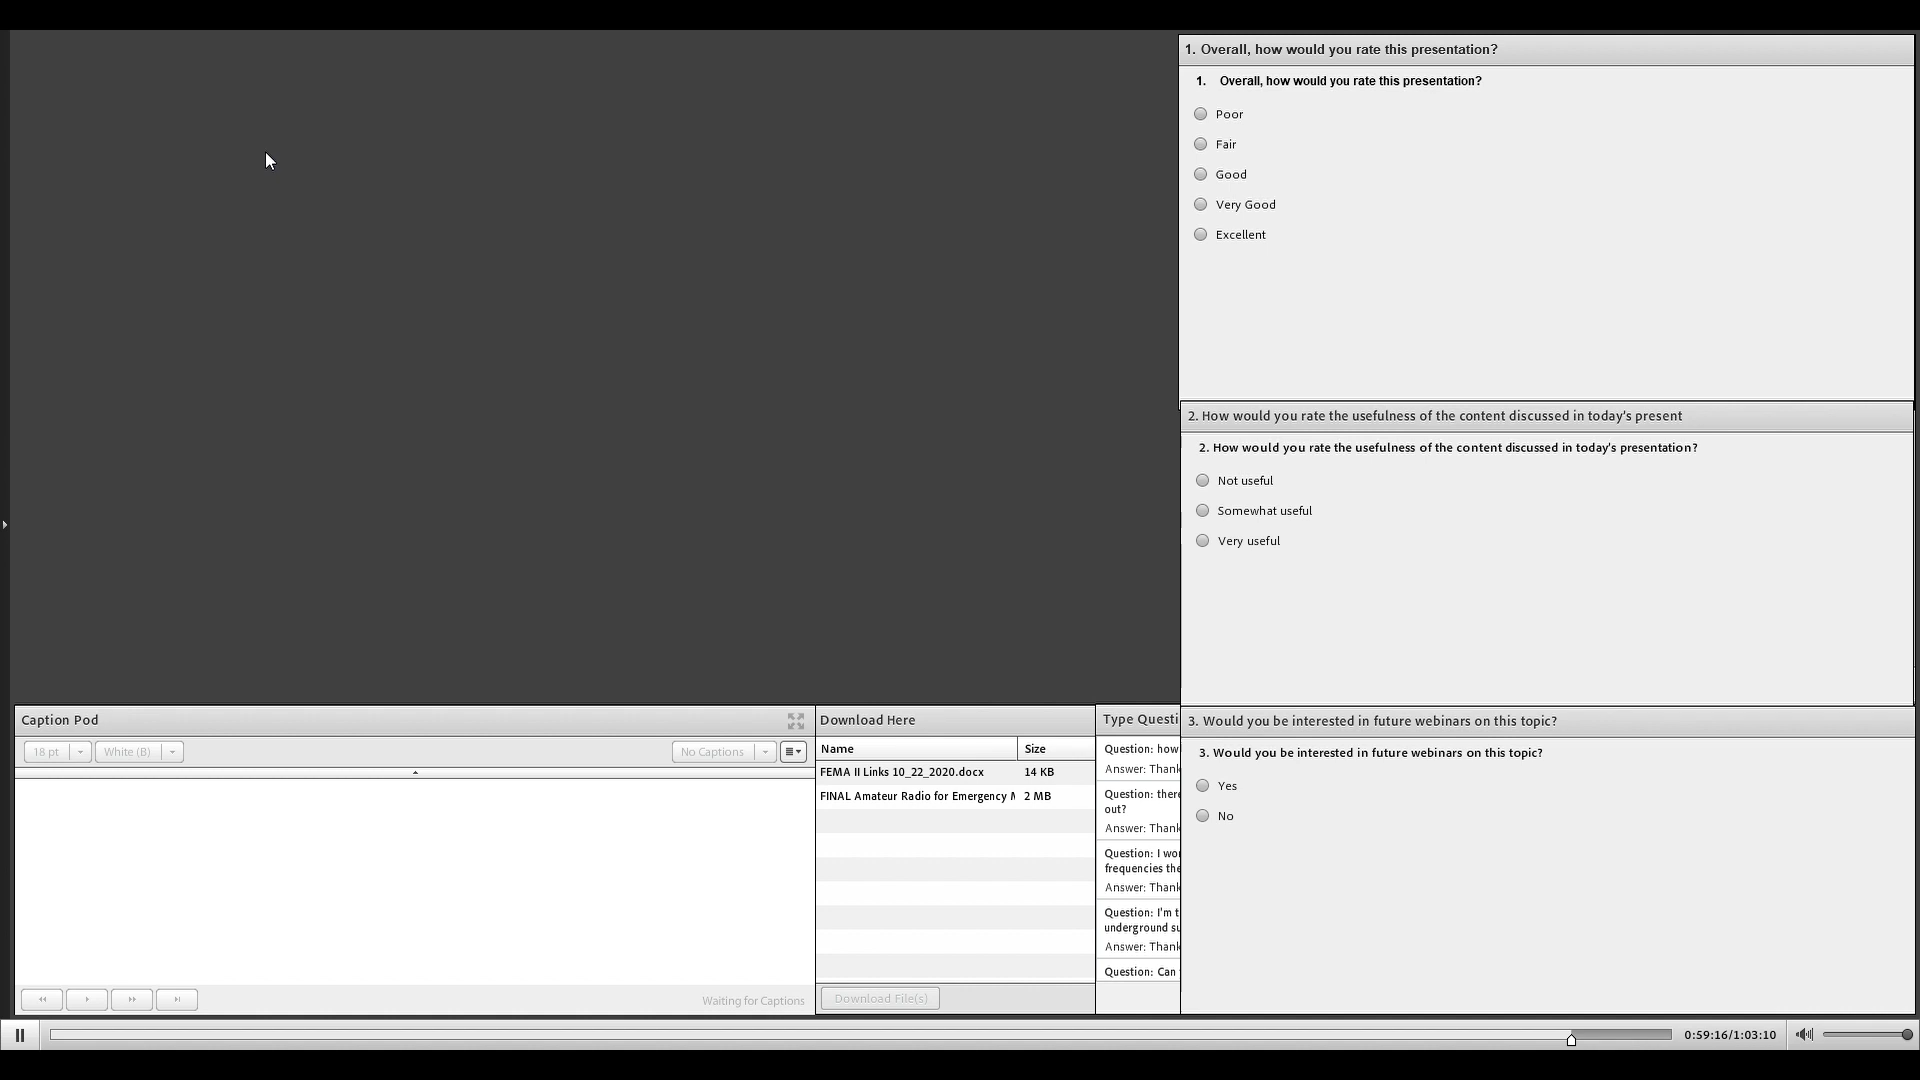 1. Overall, how would you rate this presentation?
1. Overall, how would you rate this presentation?
Poor
Fair
Good
Very Good
Excellent
2. How would you rate the usefulness of the content discussed in today's present
2. How would you rate the usefulness of the content discussed in today's presentation?
Not useful
Somewhat useful
Very useful
Caption Pod
18 pt
White (B)
No Captions
Waiting for Captions
Download Here
Name Size
FEMA II Links 10_22_2020.docx 14 KB
FINAL Amateur Radio for Emergency 2 MB
Download File(s)
Type Questi
Question: how
Answer: Thank
Question: there
out?
Answer: Thank
Question: I wo
frequencies the
Answer: Thank
Question: I'm t
underground su
Answer: Thank
Question: Can
3. Would you be interested in future webinars on this topic?
3. Would you be interested in future webinars on this topic?
Yes
No
0:59:16/1:03:10